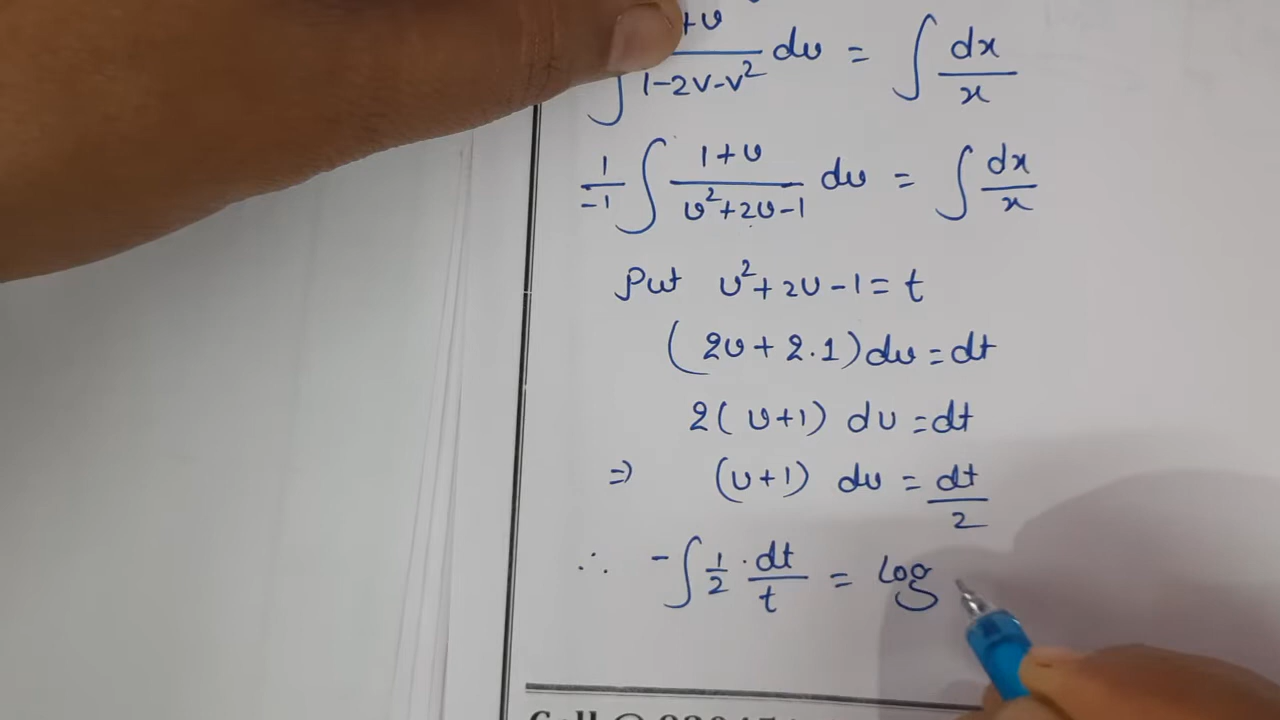 ∫ +v / 1-2v-v² dv = ∫ dx / x
1/-1 ∫ 1+v / v²+2v-1 dv = ∫ dx / x
Put v²+2v-1=t
(2v+2.1)dv=dt
2(v+1) dv=dt
⇒ (v+1) dv = dt/2
∴ -∫ 1/2 · dt/t = log